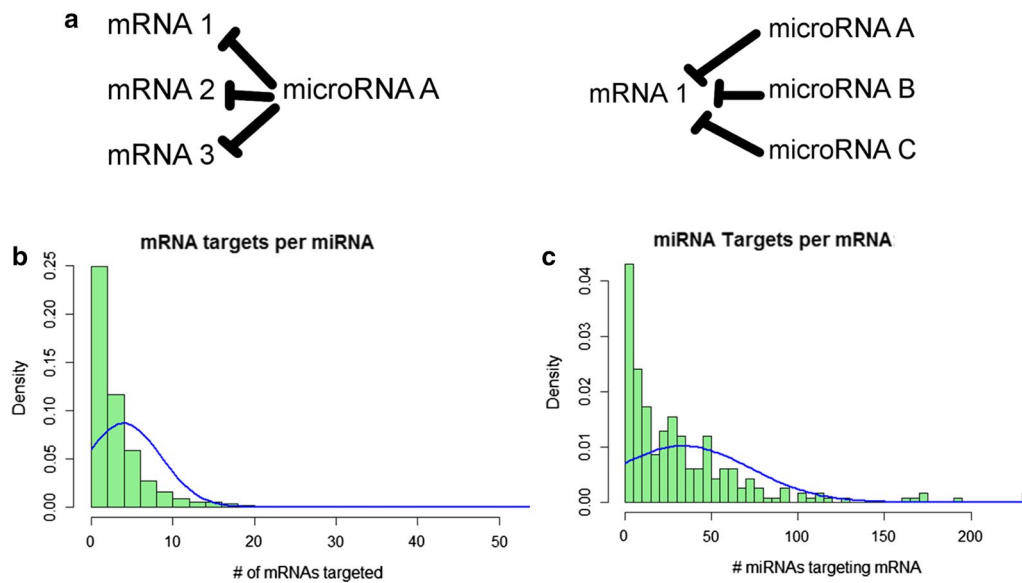 a
mRNA 1
mRNA 2
mRNA 3
microRNA A
mRNA 1
microRNA A
microRNA B
microRNA C
b
mRNA targets per miRNA
Density
0.25
0.20
0.15
0.10
0.05
0.00
0 10 20 30 40 50
# of mRNAs targeted
c
miRNA Targets per mRNA
Density
0.04
0.03
0.02
0.01
0.00
0 50 100 150 200
# miRNAs targeting mRNA